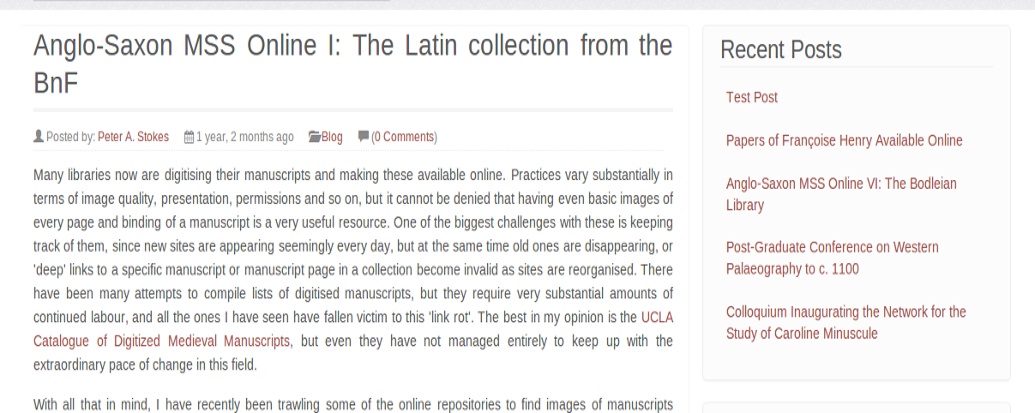 Anglo-Saxon MSS Online I: The Latin collection from the
BnF
Posted by: Peter A. Stokes 1 year, 2 months ago Blog (0 Comments)
Many libraries now are digitising their manuscripts and making these available online. Practices vary substantially in
terms of image quality, presentation, permissions and so on, but it cannot be denied that having even basic images of
every page and binding of a manuscript is a very useful resource. One of the biggest challenges with these is keeping
track of them, since new sites are appearing seemingly every day, but at the same time old ones are disappearing, or
'deep' links to a specific manuscript or manuscript page in a collection become invalid as sites are reorganised. There
have been many attempts to compile lists of digitised manuscripts, but they require very substantial amounts of
continued labour, and all the ones I have seen have fallen victim to this 'link rot'. The best in my opinion is the UCLA
Catalogue of Digitized Medieval Manuscripts, but even they have not managed entirely to keep up with the
extraordinary pace of change in this field.
With all that in mind, I have recently been trawling some of the online repositories to find images of manuscripts
Recent Posts
Test Post
Papers of Françoise Henry Available Online
Anglo-Saxon MSS Online VI: The Bodleian
Library
Post-Graduate Conference on Western
Palaeography to c. 1100
Colloquium Inaugurating the Network for the
Study of Caroline Minuscule